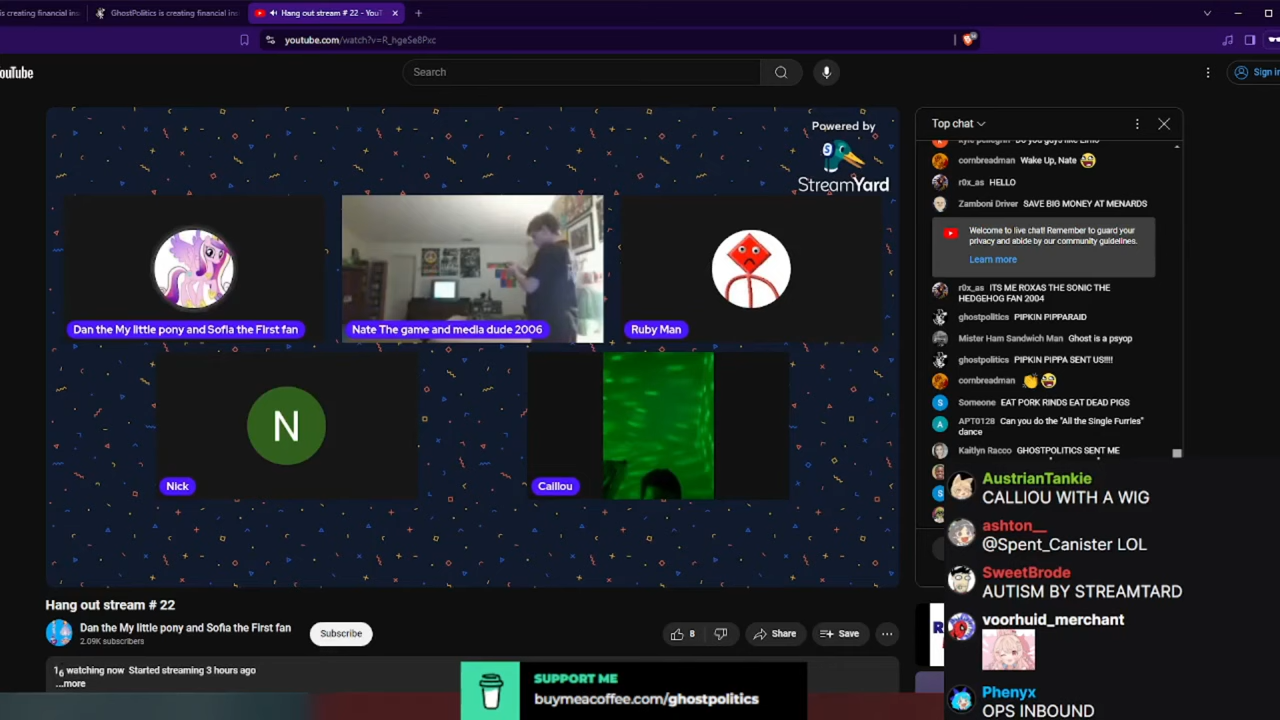 is creating financial in
GhostPolitics is creating financial in
Hang out stream # 22 - YouT
youtube.com/watch?v=R_hgeSe8Pxc
ouTube
Search
Sign in
Powered by
StreamYard
Dan the My little pony and Sofia the First fan
Nate The game and media dude 2006
Ruby Man
N
Nick
Caillou
Top chat
cornbreadman Wake Up, Nate
r0x_as HELLO
Zamboni Driver SAVE BIG MONEY AT MENARDS
Welcome to live chat! Remember to guard your
privacy and abide by our community guidelines.
Learn more
r0x_as ITS ME ROXAS THE SONIC THE
HEDGEHOG FAN 2004
ghostpolitics PIPKIN PIPPARAID
Mister Ham Sandwich Man Ghost is a psyop
ghostpolitics PIPKIN PIPPA SENT US!!!!
cornbreadman
S Someone EAT PORK RINDS EAT DEAD PIGS
A APT0128 Can you do the "All the Single Furries"
dance
Kaitlyn Racco GHOSTPOLITICS SENT ME
AustrianTankie
CALLIOU WITH A WIG
ashton__
@Spent_Canister LOL
SweetBrode
AUTISM BY STREAMTARD
voorhuid_merchant
Phenyx
OPS INBOUND
Hang out stream # 22
Dan the My little pony and Sofia the First fan
2.09K subscribers
Subscribe
8
Share
Save
16 watching now Started streaming 3 hours ago
...more
SUPPORT ME
buymeacoffee.com/ghostpolitics